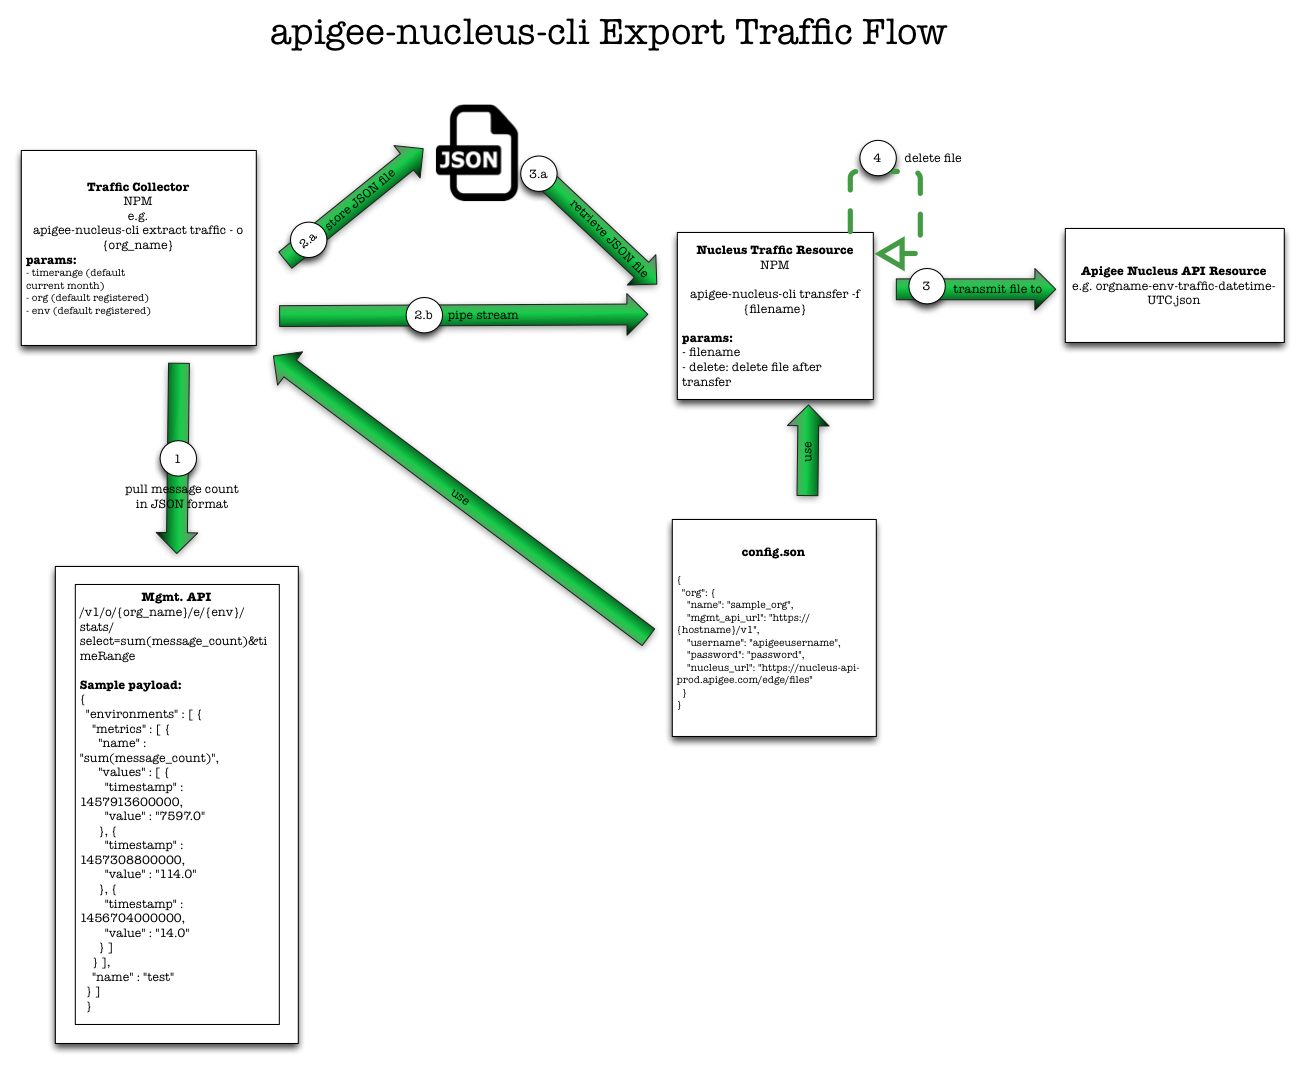 apigee-nucleus-cli Export Traffic Flow
JSON
3.a
retrieve JSON file
4
delete file
2.a
store JSON file
Traffic Collector
NPM
e.g.
apigee-nucleus-cli extract traffic - o
{org_name}
params:
- timerange (default
current month)
- org (default registered)
- env (default registered)
2.b
pipe stream
Nucleus Traffic Resource
NPM
apigee-nucleus-cli transfer -f
{filename}
params:
- filename
- delete: delete file after
transfer
3
transmit file to
Apigee Nucleus API Resource
e.g. orgname-env-traffic-datetime-
UTC.json
1
pull message count
in JSON format
use
use
Mgmt. API
/v1/o/{org_name}/e/{env}/
stats/
select=sum(message_count)&ti
meRange
Sample payload:
{
"environments" : [ {
"metrics" : [ {
"name" :
"sum(message_count)",
"values" : [ {
"timestamp" :
1457913600000,
"value" : "7597.0"
}, {
"timestamp" :
1457308800000,
"value" : "114.0"
}, {
"timestamp" :
1456704000000,
"value" : "14.0"
} ]
} ],
"name" : "test"
} ]
}
config.son
{
"org": {
"name": "sample_org",
"mgmt_api_url": "https://
{hostname}/v1",
"username": "apigeeusername",
"password": "password",
"nucleus_url": "https://nucleus-api-
prod.apigee.com/edge/files"
}
}